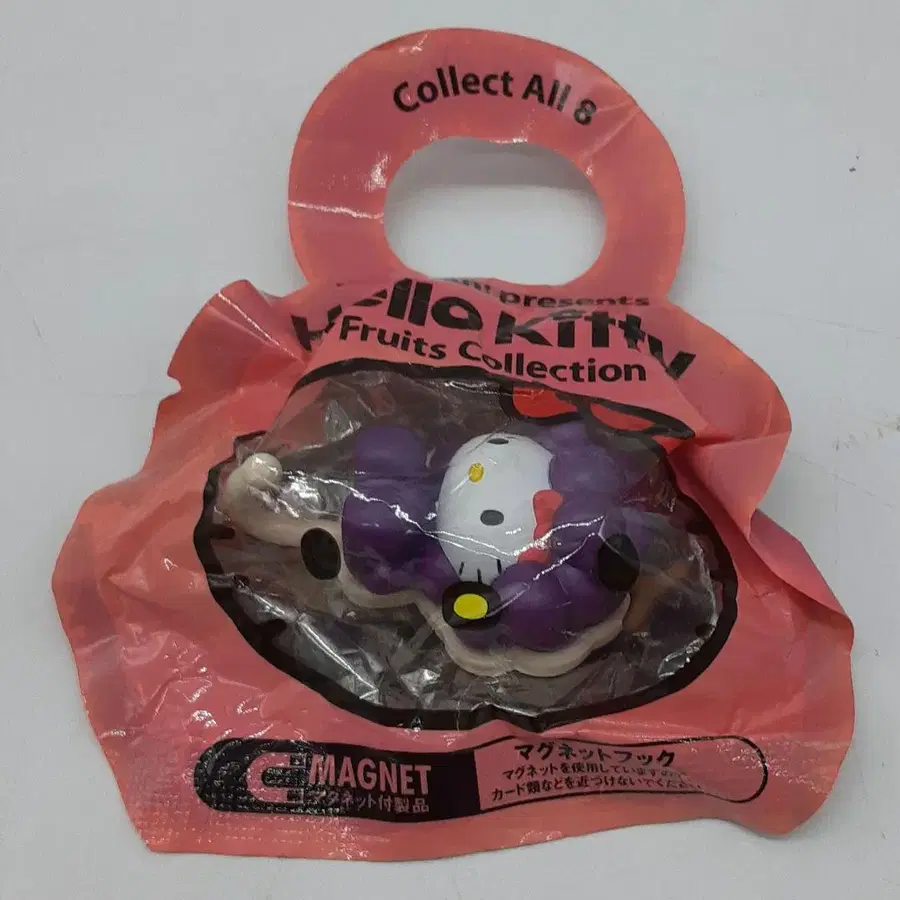 Collect All 8
presents
Hello Kitty
Fruits Collection
MAGNET
マグネット付製品
マグネットフック
マグネットを使用していますので
カード類などを近づけないでください